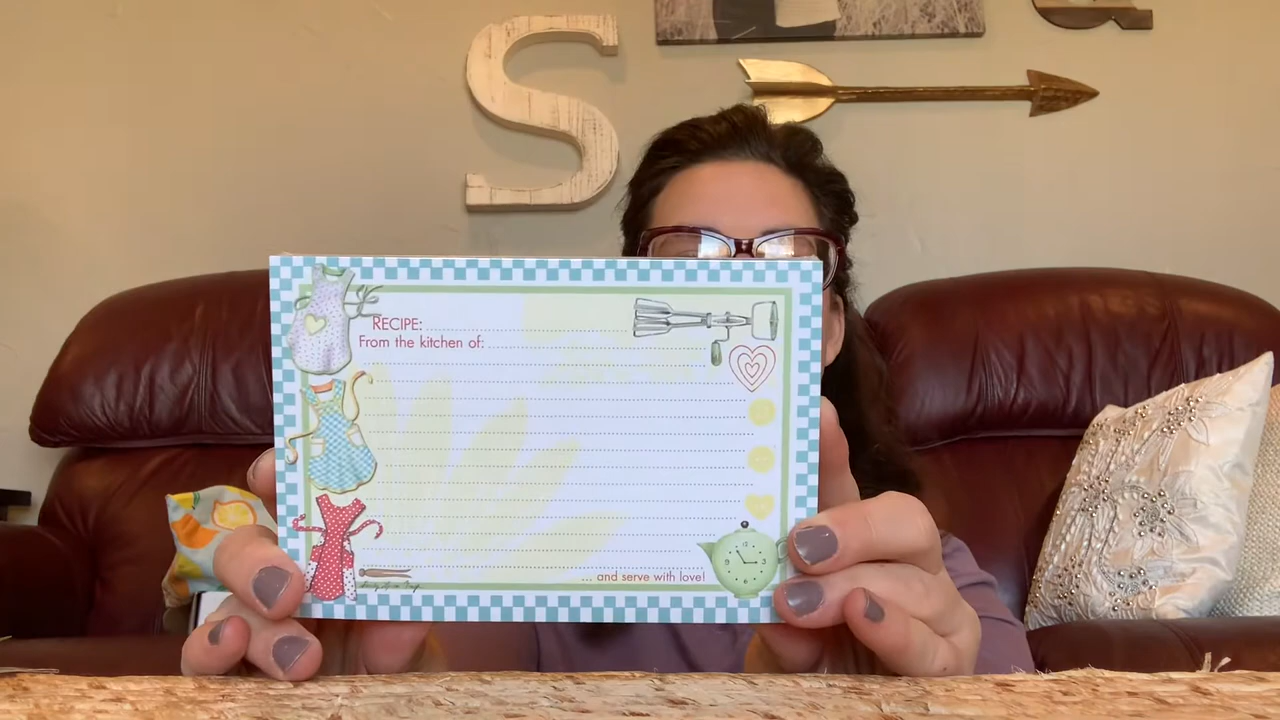 S
&
RECIPE:
From the kitchen of:
... and serve with love!